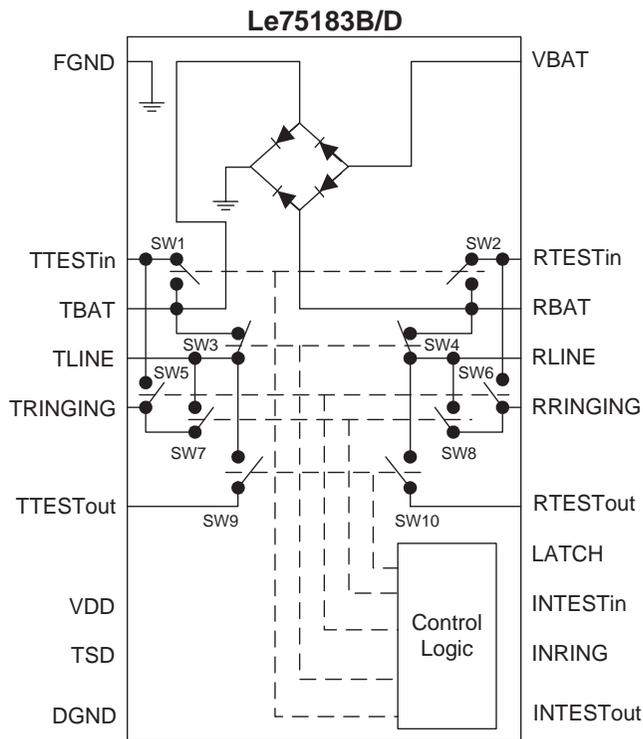 Le75183B/D
FGND
VBAT
SW1
SW2
TTESTin
RTESTin
TBAT
RBAT
SW3
SW4
TLINE
RLINE
SW5
SW6
TRINGING
RRINGING
SW7
SW8
TTESTout
RTESTout
SW9
SW10
LATCH
VDD
INTESTin
Control
Logic
TSD
INRING
DGND
INTESTout